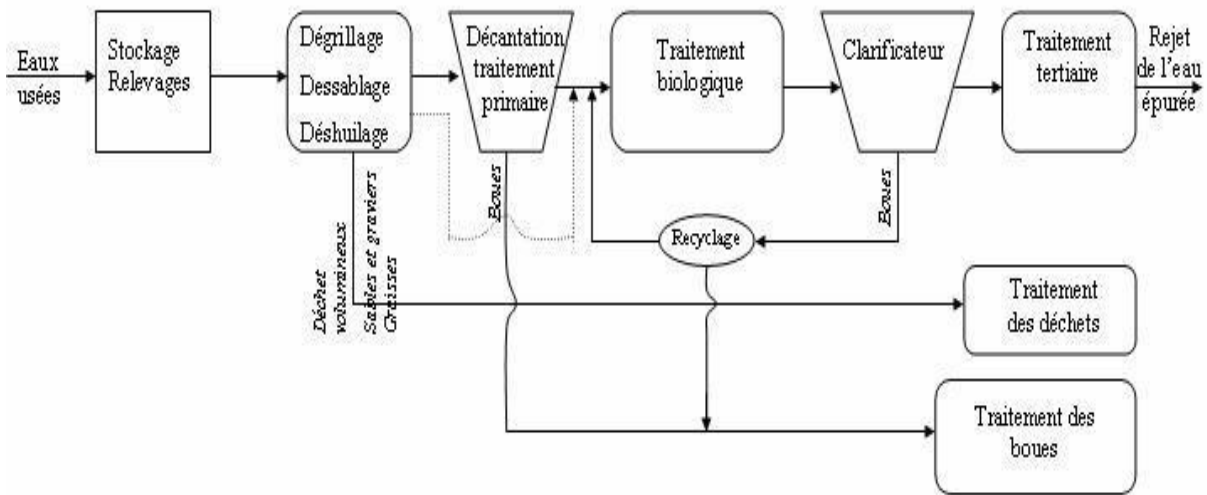 Eaux
usées
Stockage
Relevages
Dégrillage
Dessablage
Déshuilage
Décantation
traitement
primaire
Traitement
biologique
Clarificateur
Traitement
tertiaire
Rejet
de l'eau
épurée
Boues
Boues
Recyclage
Déchet
volumineux
Sables et graviers
Graisses
Traitement
des déchets
Traitement des
boues